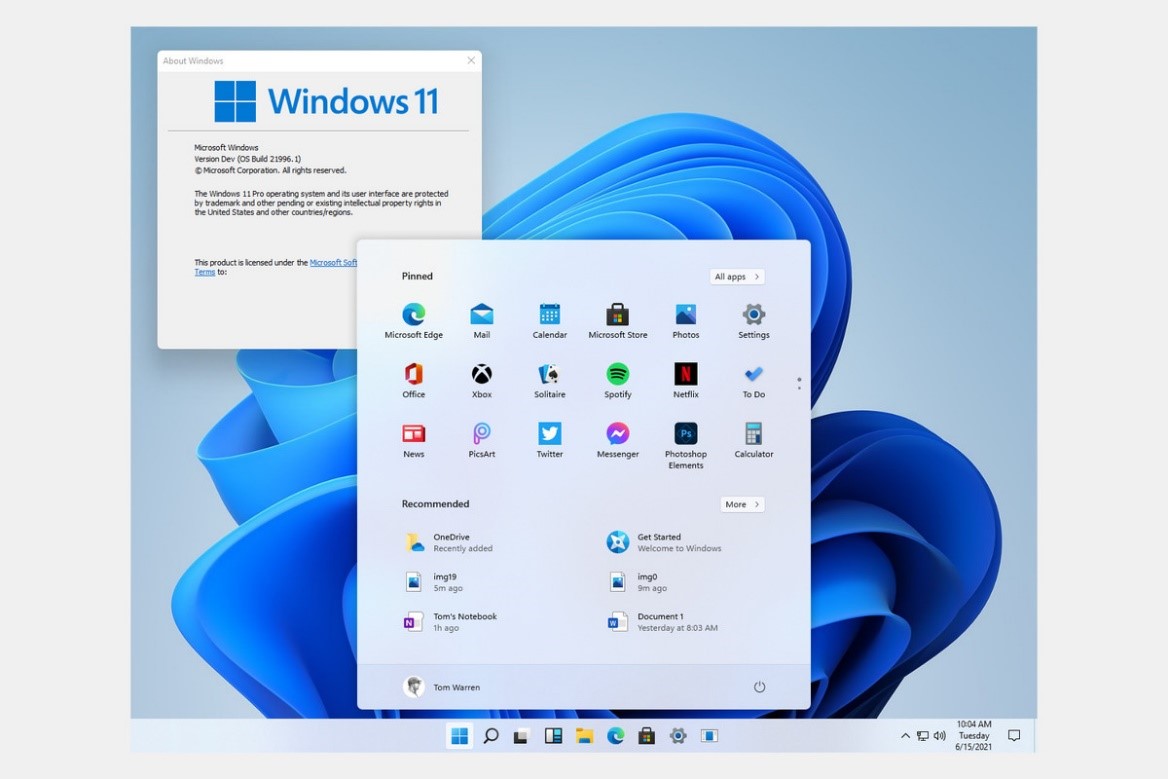 About Windows
Windows 11
Microsoft Windows
Version Dev (OS Build 21996.1)
© Microsoft Corporation. All rights reserved.
The Windows 11 Pro operating system and its user interface are protected
by trademark and other pending or existing intellectual property rights in
the United States and other countries/regions.
This product is licensed under the Microsoft Soft
Terms to:
Pinned
All apps >
Microsoft Edge Mail Calendar Microsoft Store Photos Settings
Office Xbox Solitaire Spotify Netflix To Do
Ps
News PicsArt Twitter Messenger Photoshop Calculator
Elements
Recommended
More >
OneDrive Get Started
Recently added Welcome to Windows
img19 img0
5m ago 9m ago
Tom's Notebook Document 1
1h ago Yesterday at 8:03 AM
Tom Warren
10:04 AM
Tuesday
6/15/2021